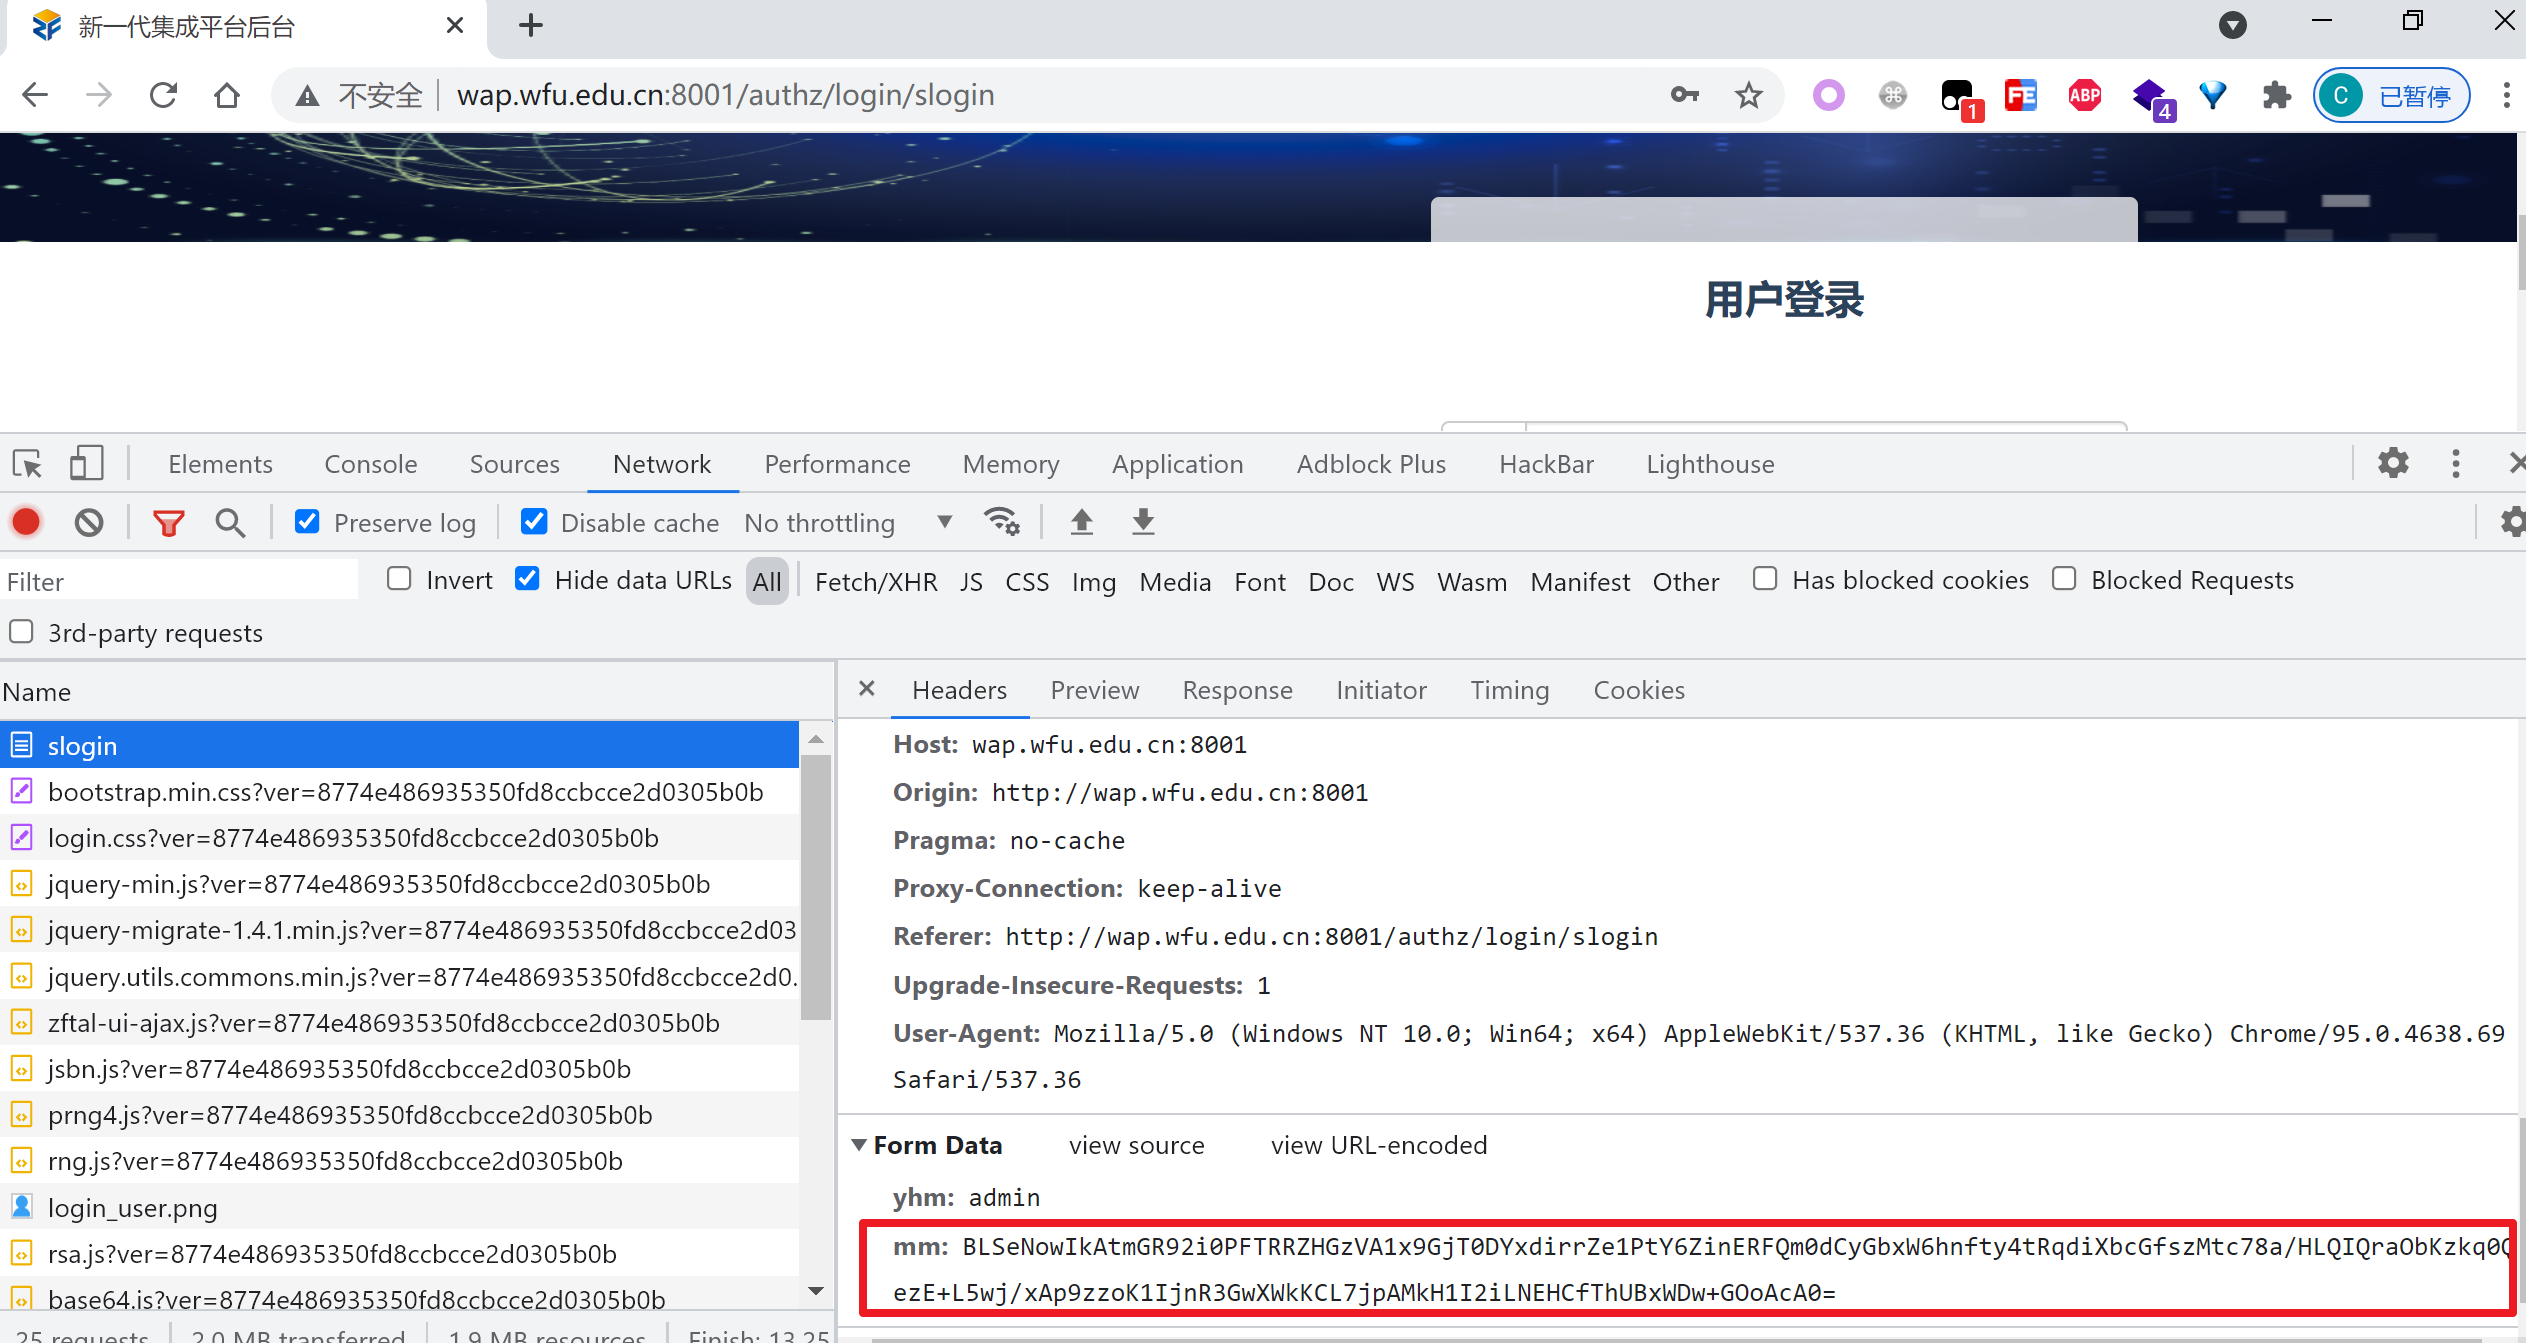 新一代集成平台后台
不安全 wap.wfu.edu.cn:8001/authz/login/slogin
1 FE ABP 4 C 已暂停
用户登录
Elements Console Sources Network Performance Memory Application Adblock Plus HackBar Lighthouse
Preserve log Disable cache No throttling
Filter Invert Hide data URLs All Fetch/XHR JS CSS Img Media Font Doc WS Wasm Manifest Other Has blocked cookies Blocked Requests
3rd-party requests
Name
slogin
bootstrap.min.css?ver=8774e486935350fd8ccbcce2d0305b0b
login.css?ver=8774e486935350fd8ccbcce2d0305b0b
jquery-min.js?ver=8774e486935350fd8ccbcce2d0305b0b
jquery-migrate-1.4.1.min.js?ver=8774e486935350fd8ccbcce2d03
jquery.utils.commons.min.js?ver=8774e486935350fd8ccbcce2d0.
zftal-ui-ajax.js?ver=8774e486935350fd8ccbcce2d0305b0b
jsbn.js?ver=8774e486935350fd8ccbcce2d0305b0b
prng4.js?ver=8774e486935350fd8ccbcce2d0305b0b
rng.js?ver=8774e486935350fd8ccbcce2d0305b0b
login_user.png
rsa.js?ver=8774e486935350fd8ccbcce2d0305b0b
base64.js?ver=8774e486935350fd8ccbcce2d0305b0b
25 requests 2.0 MB transferred 1.9 MB resources Finish: 13.25
Headers Preview Response Initiator Timing Cookies
Host: wap.wfu.edu.cn:8001
Origin: http://wap.wfu.edu.cn:8001
Pragma: no-cache
Proxy-Connection: keep-alive
Referer: http://wap.wfu.edu.cn:8001/authz/login/slogin
Upgrade-Insecure-Requests: 1
User-Agent: Mozilla/5.0 (Windows NT 10.0; Win64; x64) AppleWebKit/537.36 (KHTML, like Gecko) Chrome/95.0.4638.69
Safari/537.36
Form Data view source view URL-encoded
yhm: admin
mm: BLSeNowIkAtmGR92i0PFTRRZHGzVA1x9GjT0DYxdirrZe1PtY6ZinERFQm0dCyGbxW6hnfty4tRqdiXbcGfszMtc78a/HLQIQraObKzkq0Q
ezE+L5wj/xAp9zzoK1IjnR3GwXWkKCL7jpAMkH1I2iLNEHCfThUBxWDw+GOoAcA0=